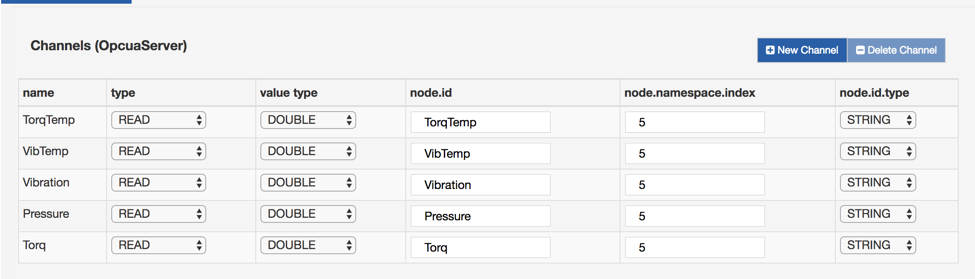 Channels (OpcuaServer)
New Channel Delete Channel
name type value type node.id node.namespace.index node.id.type
TorqTemp READ DOUBLE TorqTemp 5 STRING
VibTemp READ DOUBLE VibTemp 5 STRING
Vibration READ DOUBLE Vibration 5 STRING
Pressure READ DOUBLE Pressure 5 STRING
Torq READ DOUBLE Torq 5 STRING